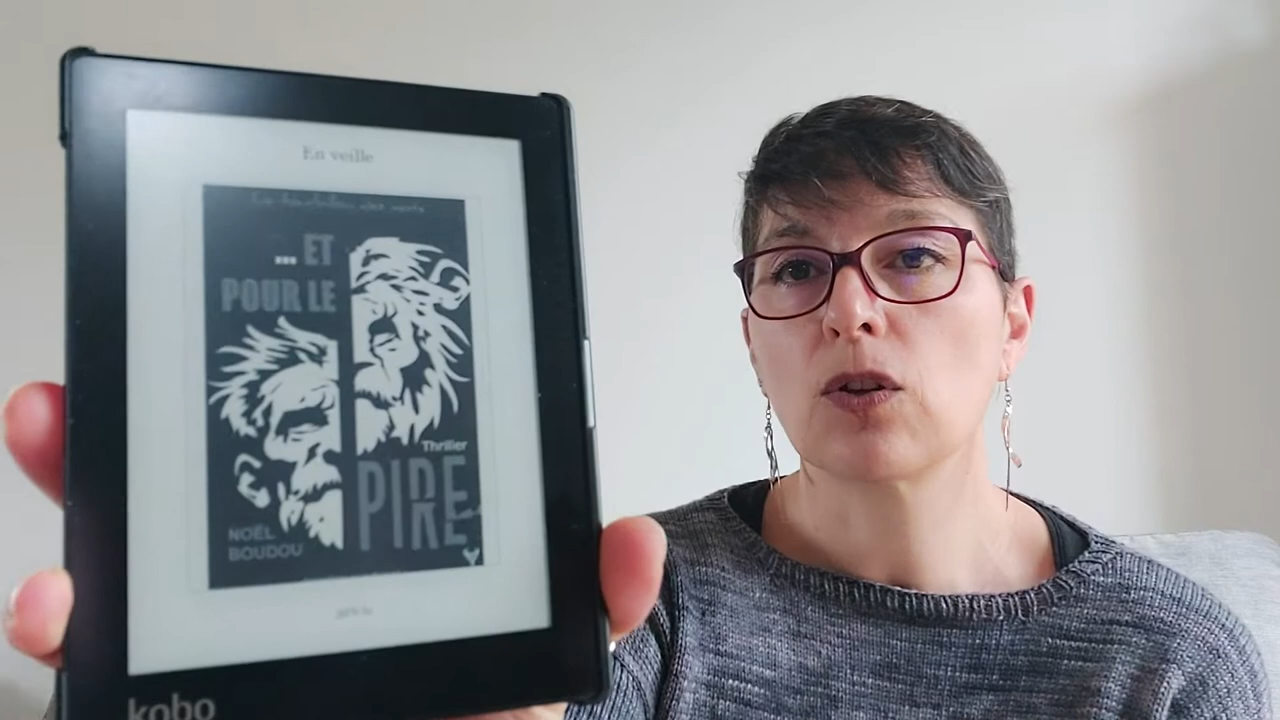 En veille
... ET
POUR LE
Thriller
PIRE
NOËL
BOUDOU
kobo